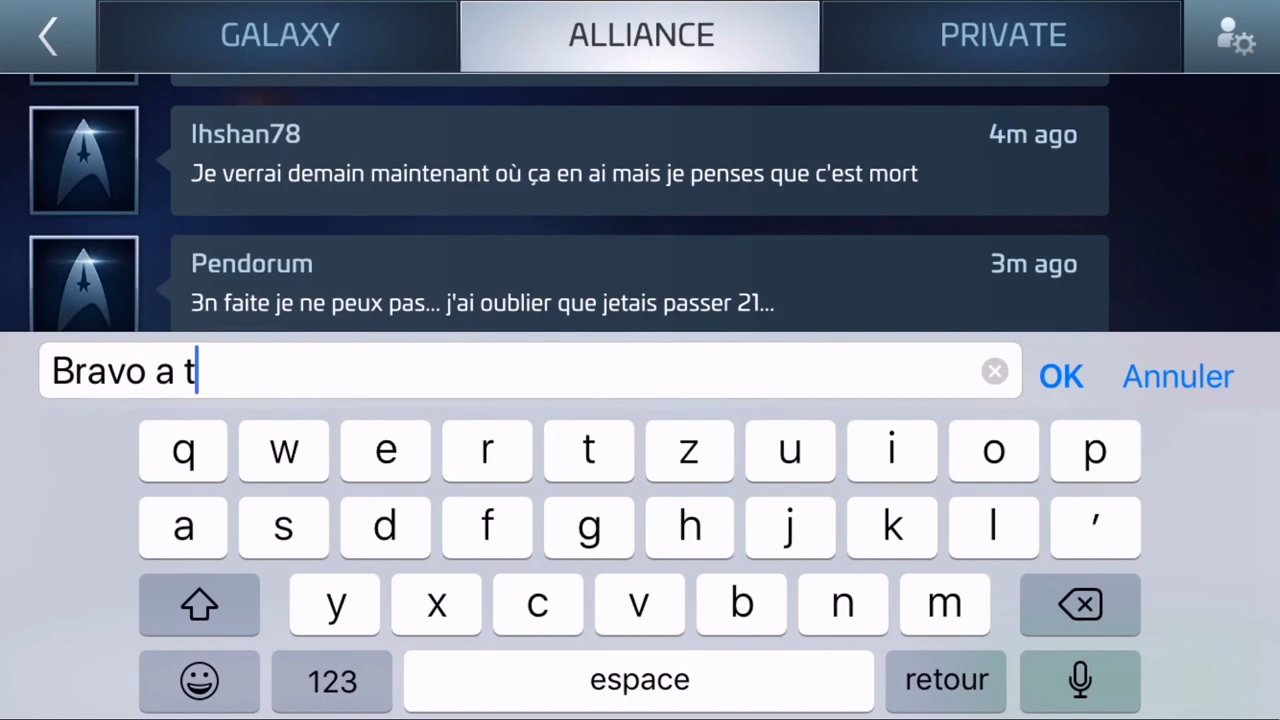 GALAXY
ALLIANCE
PRIVATE
Ihshan78
4m ago
Je verrai demain maintenant où ça en ai mais je penses que c'est mort
Pendorum
3m ago
3n faite je ne peux pas... j'ai oublier que jetais passer 21...
Bravo a t
OK
Annuler
q w e r t z u i o p
a s d f g h j k l ′
y x c v b n m
123
espace
retour